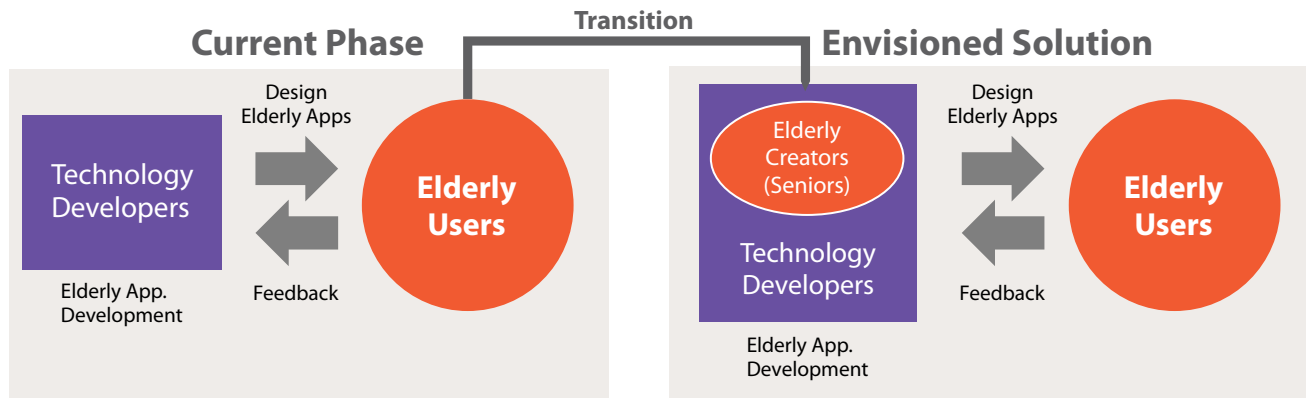 Transition
Current Phase
Design
Elderly Apps
Technology
Developers
Elderly
Users
Feedback
Elderly App.
Development
Envisioned Solution
Elderly
Creators
(Seniors)
Technology
Developers
Design
Elderly Apps
Elderly
Users
Feedback
Elderly App.
Development